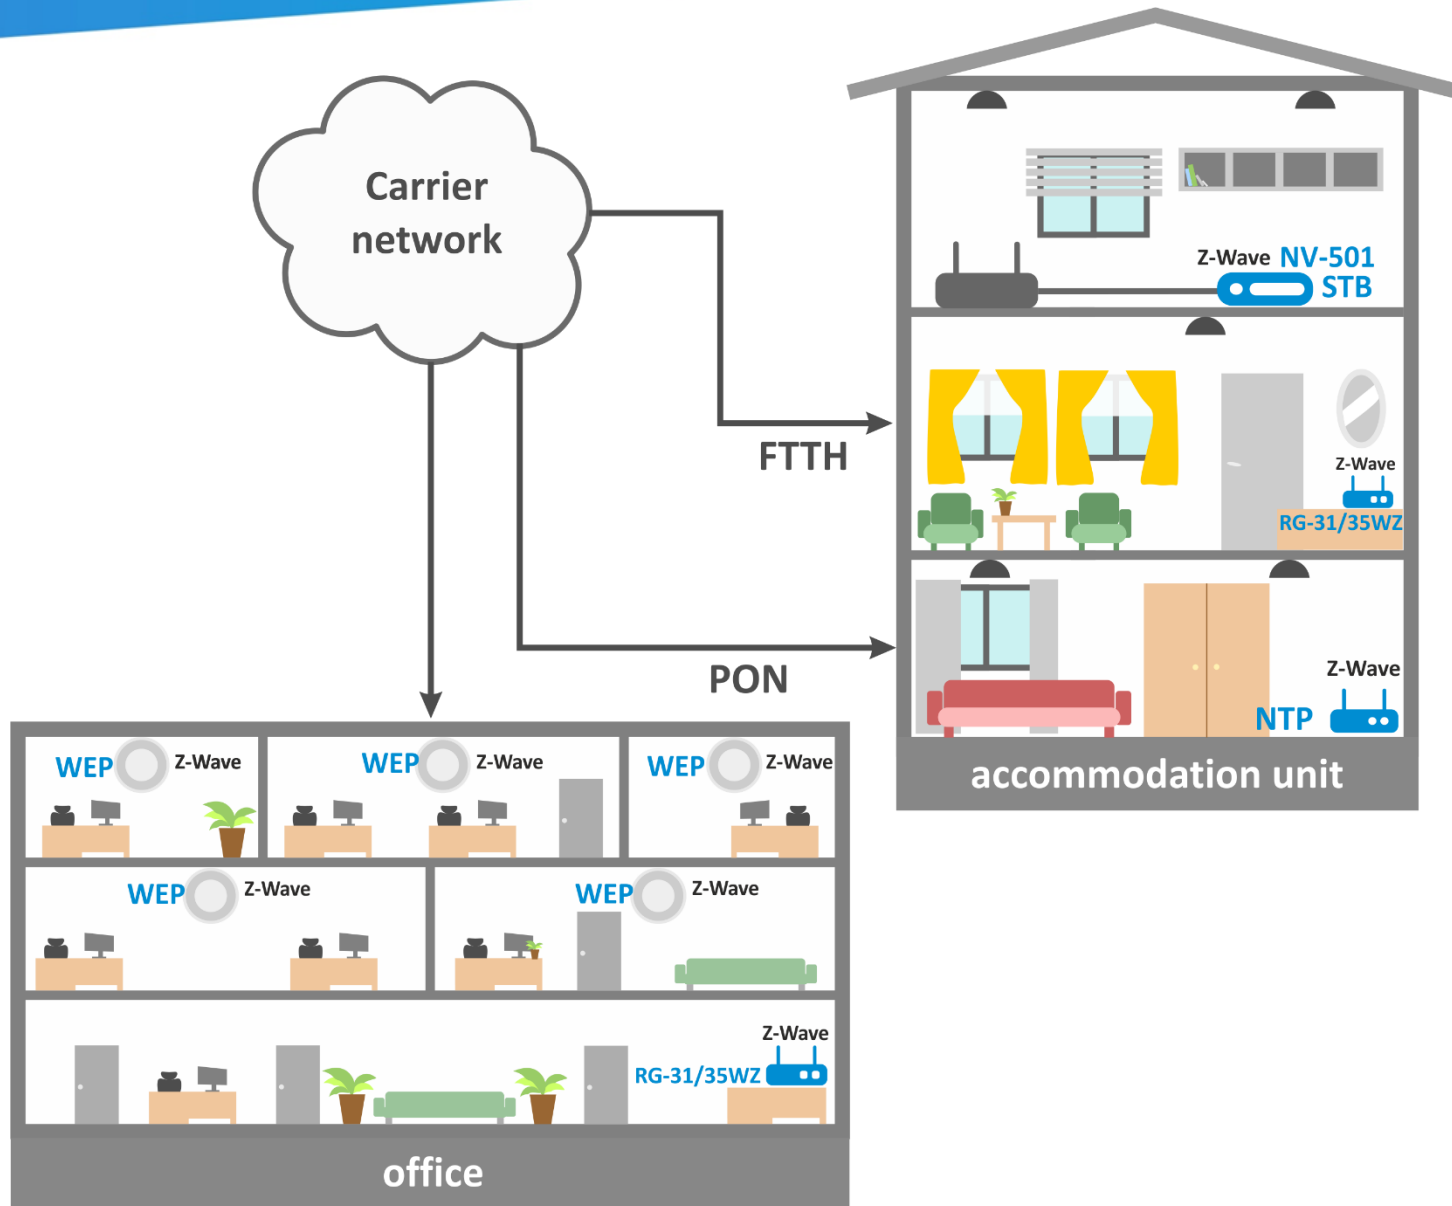 Carrier
network
Z-Wave NV-501
STB
FTTH
Z-Wave
RG-31/35WZ
PON
Z-Wave
NTP
accommodation unit
WEP Z-Wave
WEP Z-Wave
WEP Z-Wave
WEP Z-Wave
WEP Z-Wave
Z-Wave
RG-31/35WZ
office